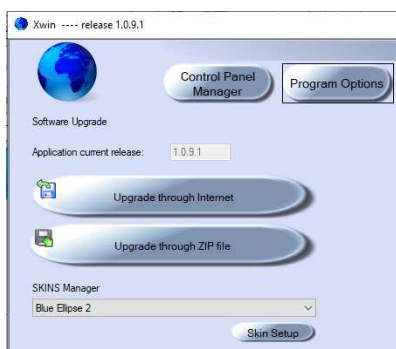 Xwin ---- release 1.0.9.1
Control Panel
Manager
Program Options
Software Upgrade
Application current release: 1.0.9.1
Upgrade through Internet
Upgrade through ZIP file
SKINS Manager
Blue Ellipse 2
Skin Setup